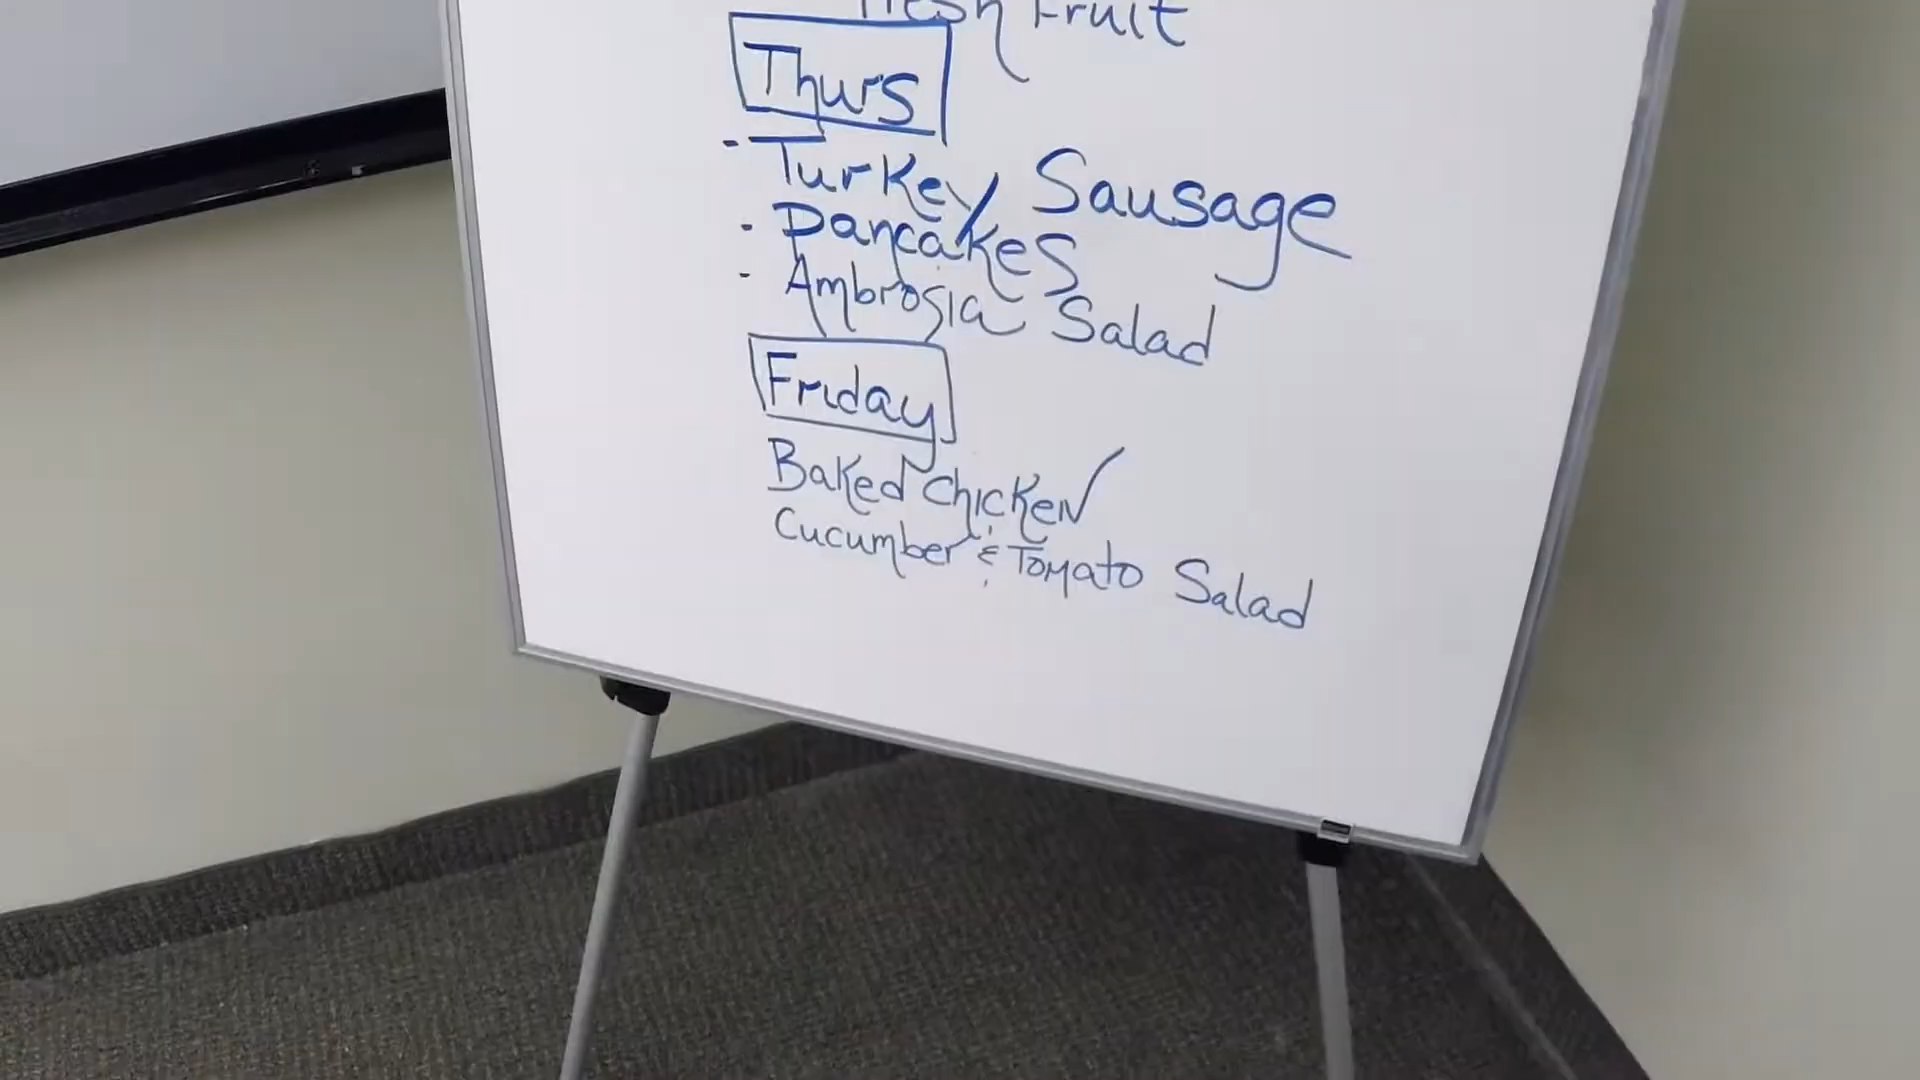 Fresh Fruit
Thurs
- Turkey Sausage
- Pancakes
- Ambrosia Salad
Friday
Baked Chicken
Cucumber & Tomato Salad